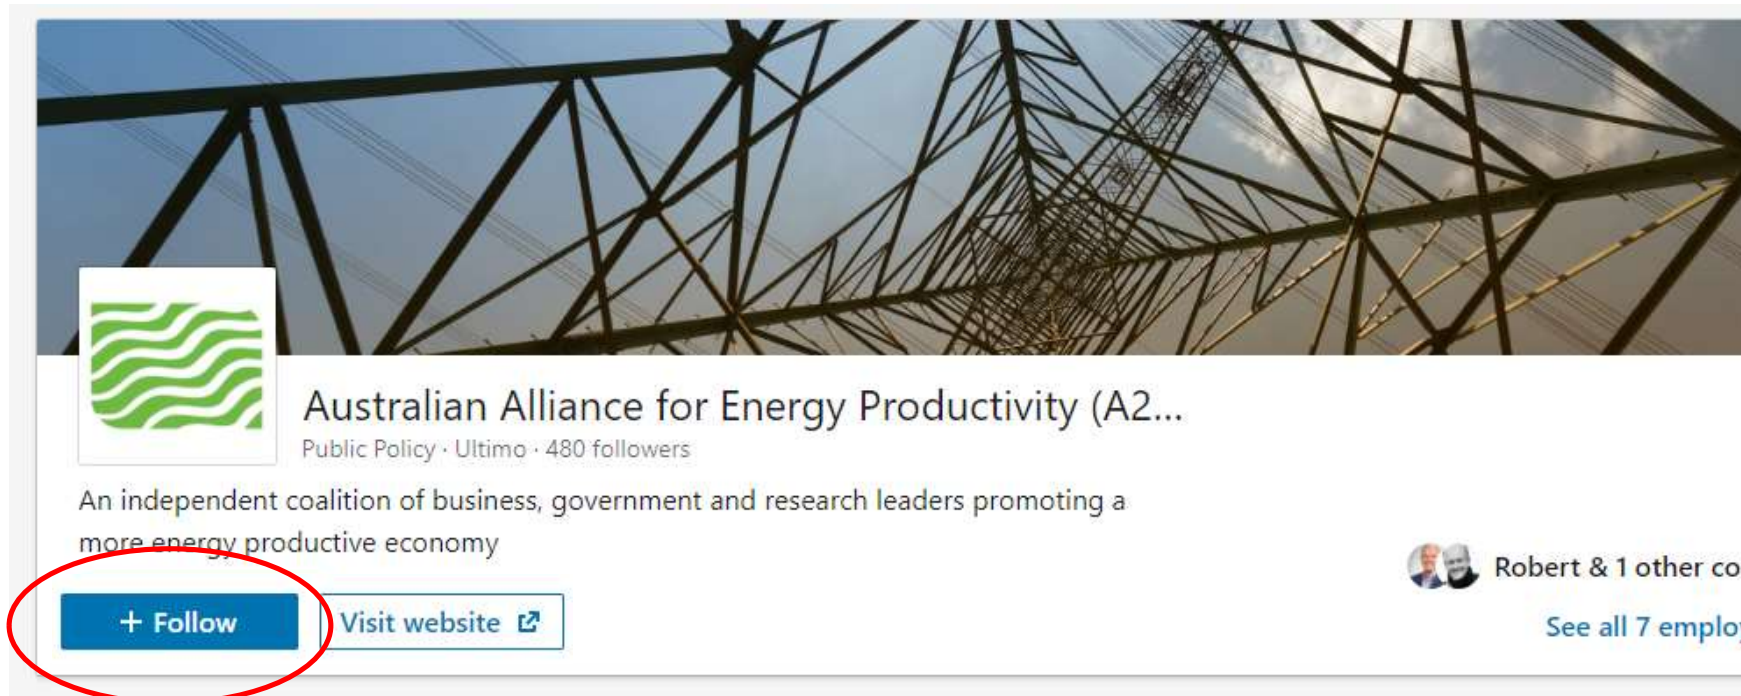 Australian Alliance for Energy Productivity (A2...
Public Policy · Ultimo · 480 followers
An independent coalition of business, government and research leaders promoting a
more energy productive economy
Robert & 1 other co
+ Follow
Visit website
See all 7 emplo